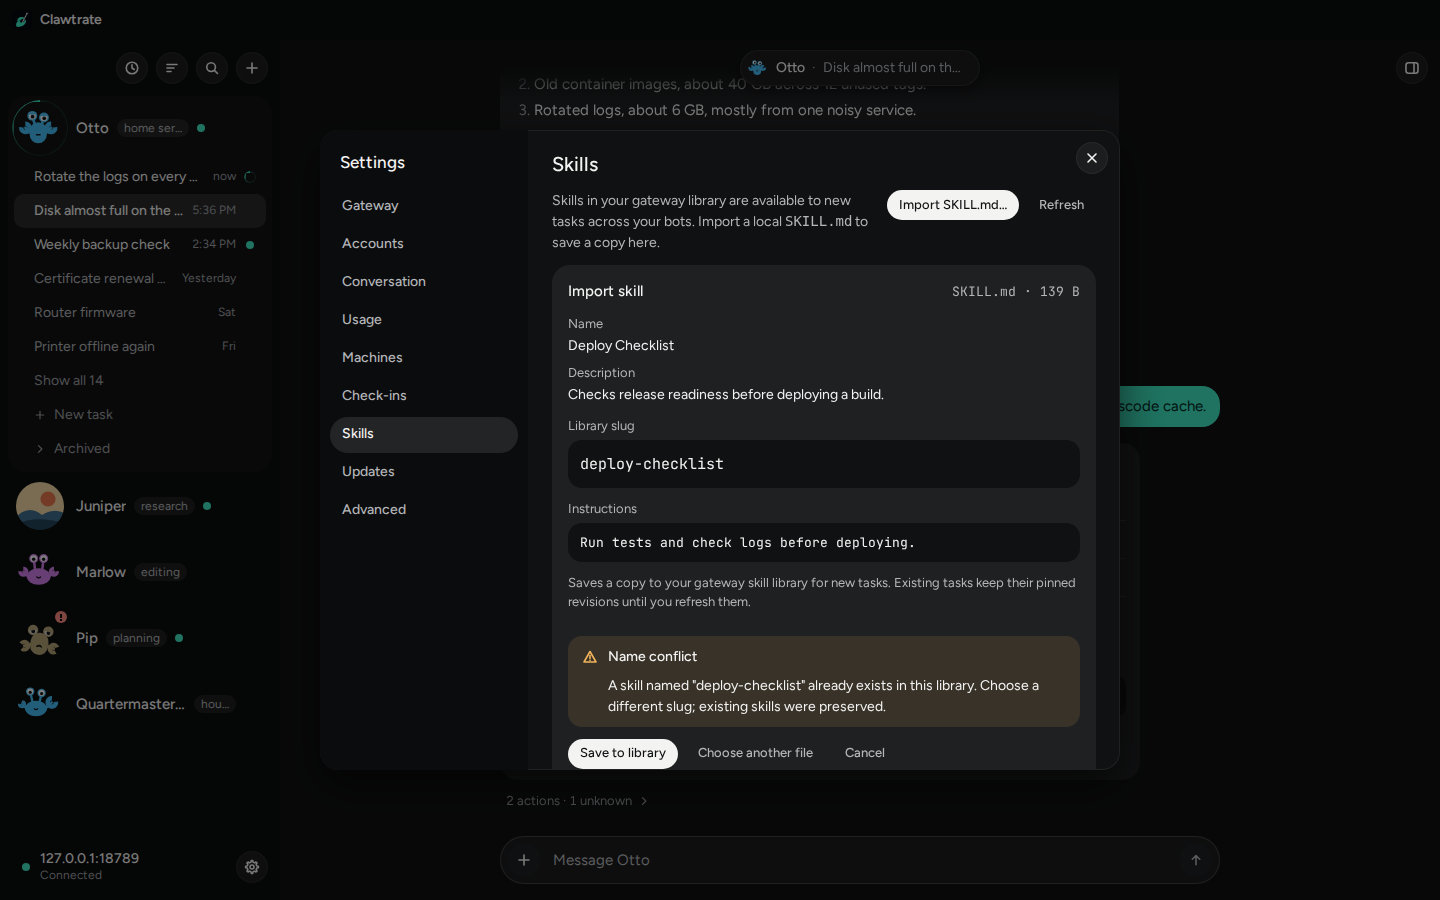 Clawtrate
Otto · Disk almost full on th...
Otto home ser...
Rotate the logs on every ... now
Disk almost full on the ... 5:36 PM
Weekly backup check 2:34 PM
Certificate renewal ... Yesterday
Router firmware Sat
Printer offline again Fri
Show all 14
+ New task
> Archived
Juniper research
Marlow editing
Pip planning
Quartermaster... hou...
127.0.0.1:18789
Connected
2. Old container images, about 40 GB across 12 unused tags.
3. Rotated logs, about 6 GB, mostly from one noisy service.
Settings
Gateway
Accounts
Conversation
Usage
Machines
Check-ins
Skills
Updates
Advanced
Skills
Skills in your gateway library are available to new
tasks across your bots. Import a local SKILL.md to
save a copy here.
Import SKILL.md...
Refresh
Import skill
SKILL.md · 139 B
Name
Deploy Checklist
Description
Checks release readiness before deploying a build.
Library slug
deploy-checklist
Instructions
Run tests and check logs before deploying.
Saves a copy to your gateway skill library for new tasks. Existing tasks keep their pinned
revisions until you refresh them.
Name conflict
A skill named "deploy-checklist" already exists in this library. Choose a
different slug; existing skills were preserved.
Save to library
Choose another file
Cancel
scode cache.
2 actions · 1 unknown >
Message Otto